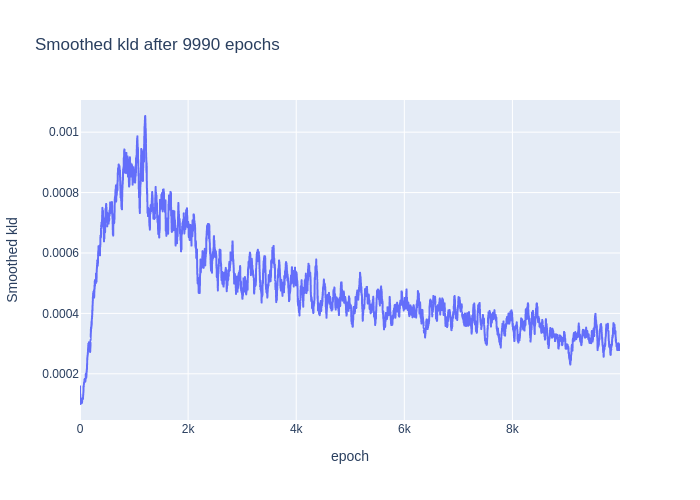 Smoothed kld after 9990 epochs
0.001
0.0008
0.0006
0.0004
0.0002
Smoothed kld
0
2k
4k
6k
8k
epoch